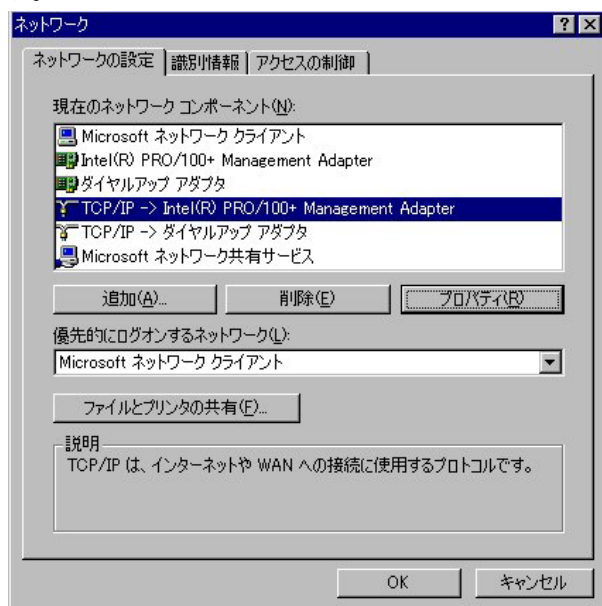 ネットワーク
ネットワークの設定 識別情報 アクセスの制御
現在のネットワーク コンポーネント(N):
Microsoft ネットワーク クライアント
Intel(R) PRO/100+ Management Adapter
ダイヤルアップ アダプタ
TCP/IP -> Intel(R) PRO/100+ Management Adapter
TCP/IP -> ダイヤルアップ アダプタ
Microsoft ネットワーク共有サービス
追加(A)... 削除(E) プロパティ(R)
優先的にログオンするネットワーク(L):
Microsoft ネットワーク クライアント
ファイルとプリンタの共有(F)...
説明
TCP/IP は、インターネットや WAN への接続に使用するプロトコルです。
OK キャンセル